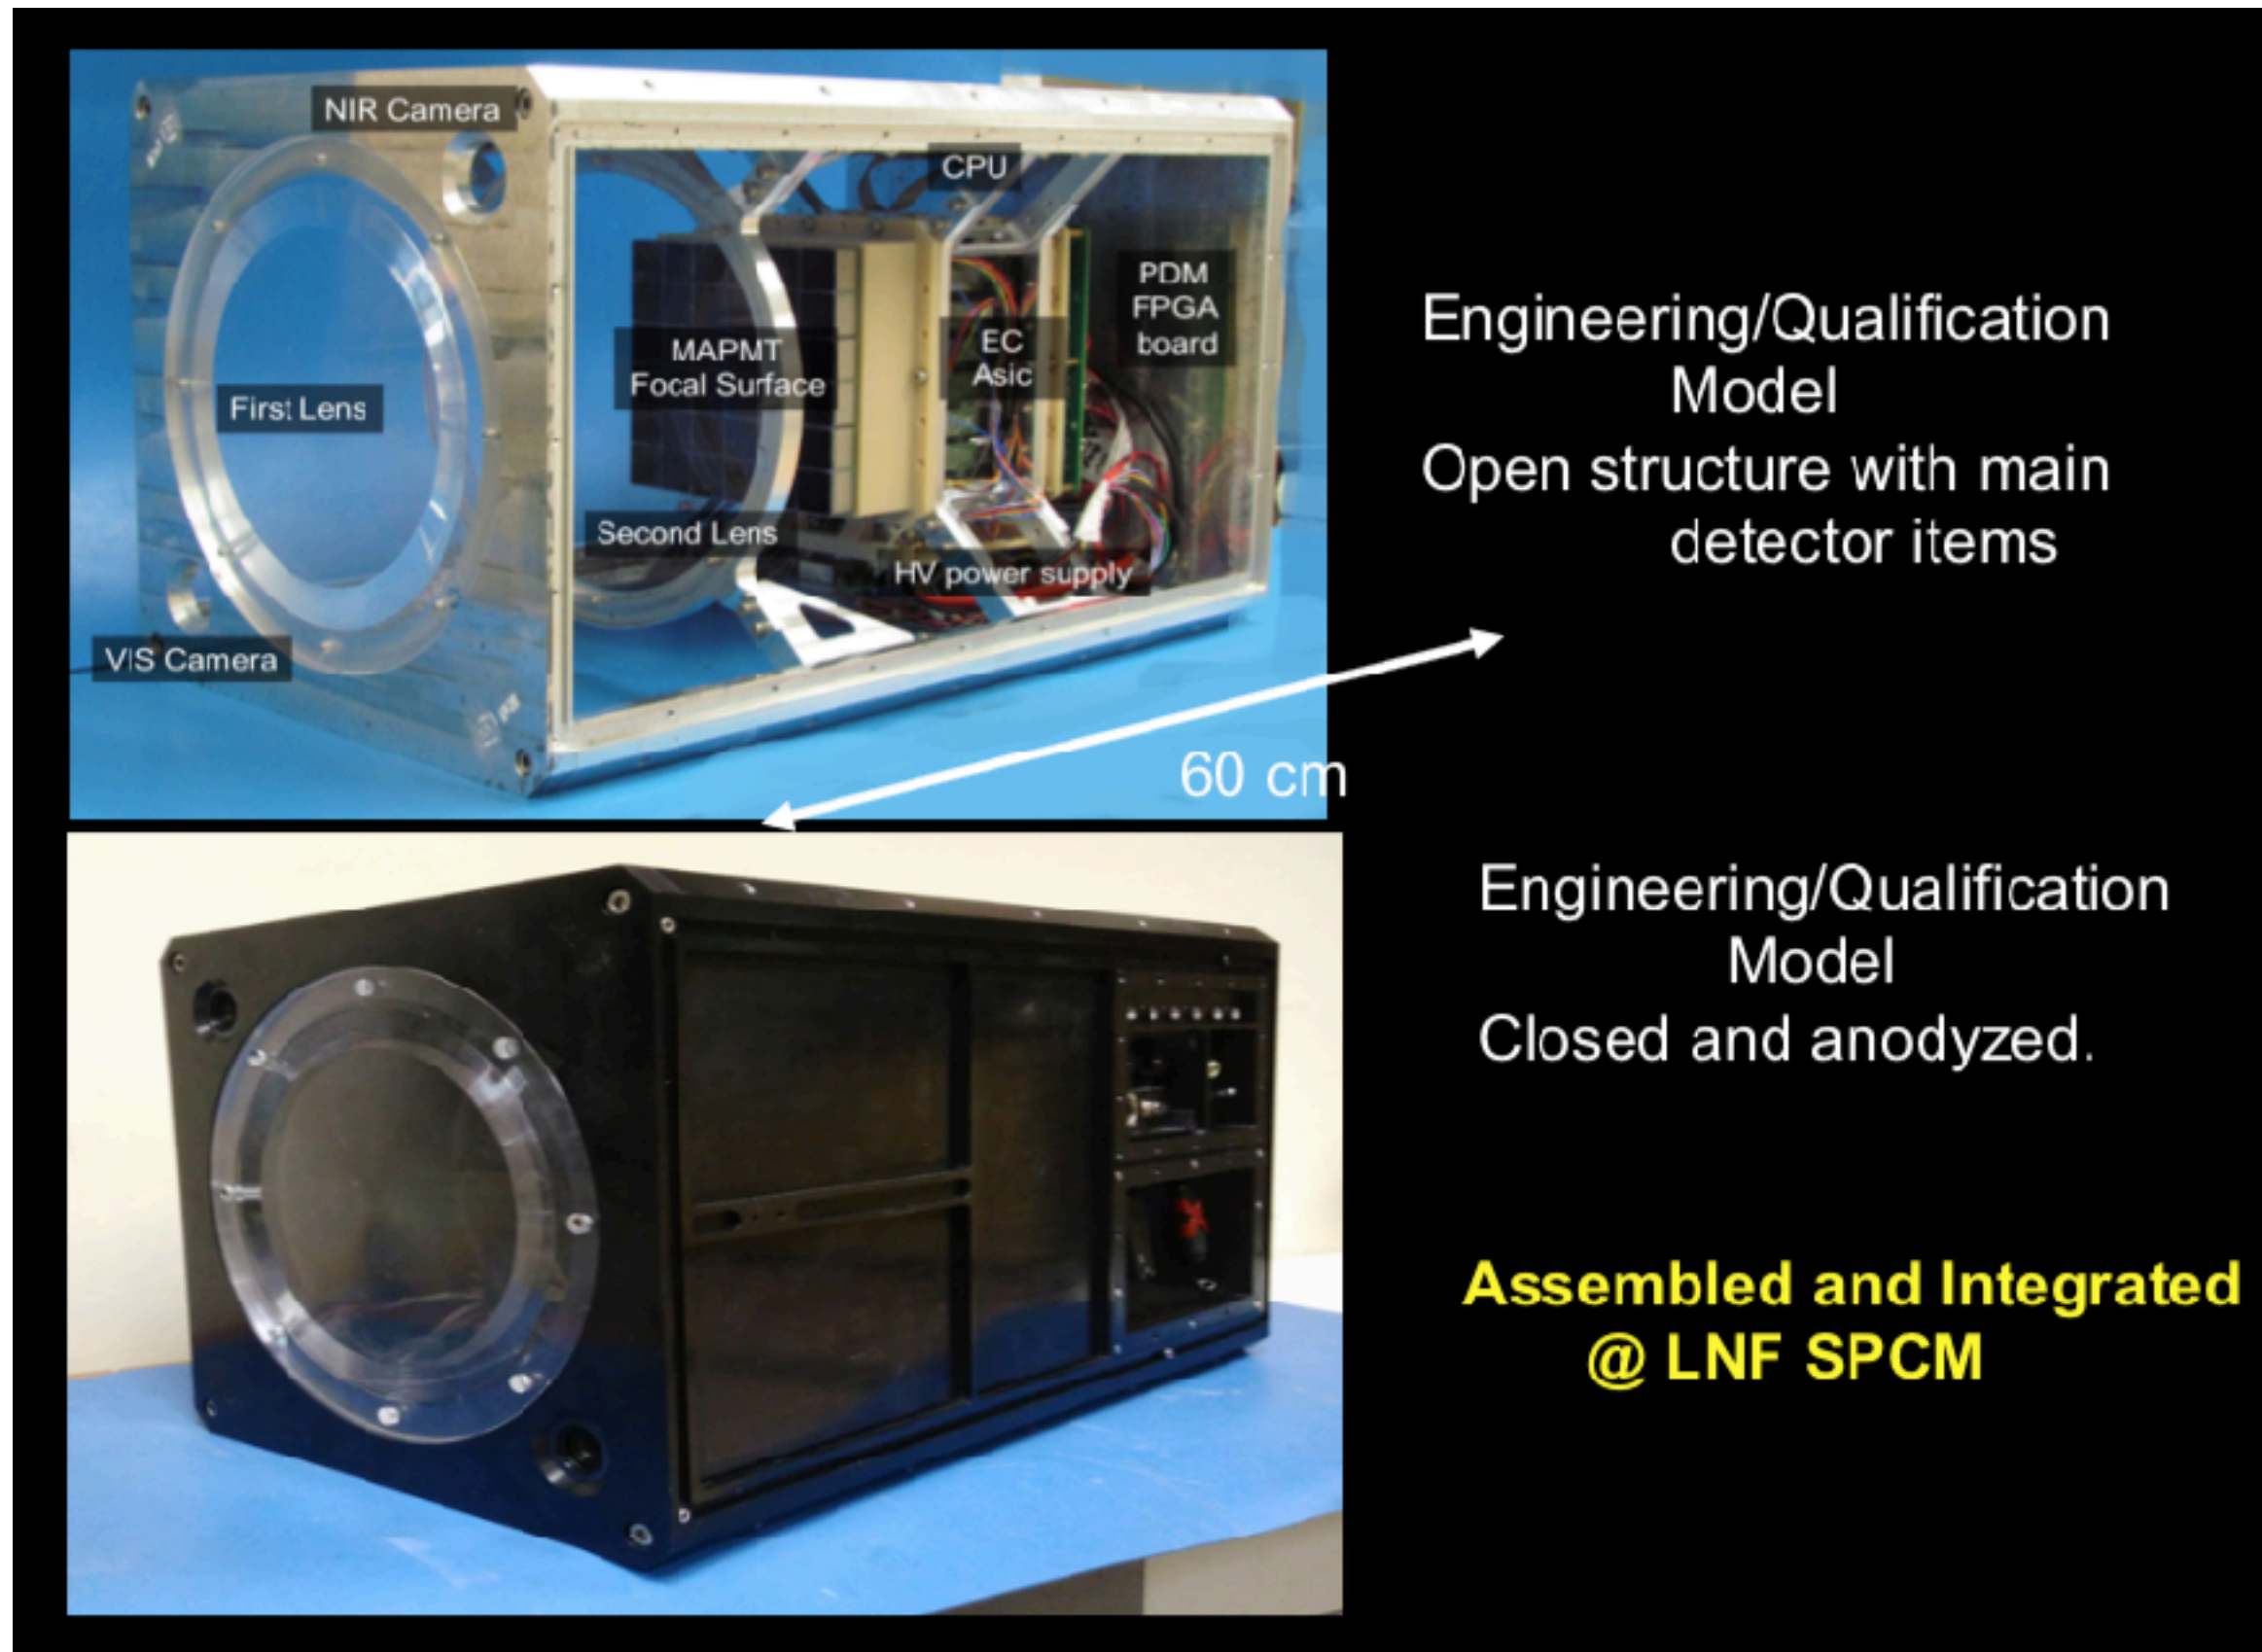 NIR Camera
CPU
PDM
FPGA
board
MAPMT
Focal Surface
EC
Asic
First Lens
Second Lens
HV power supply
VIS Camera
60 cm
Engineering/Qualification
Model
Open structure with main
detector items
Engineering/Qualification
Model
Closed and anodyzed.
Assembled and Integrated
@ LNF SPCM